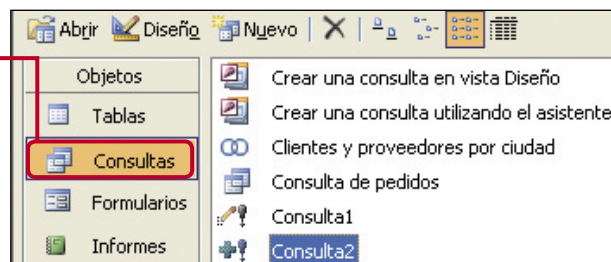 Abrir Diseño Nuevo
Objetos
Tablas
Consultas
Formularios
Informes
Crear una consulta en vista Diseño
Crear una consulta utilizando el asistente
Clientes y proveedores por ciudad
Consulta de pedidos
Consulta1
Consulta2